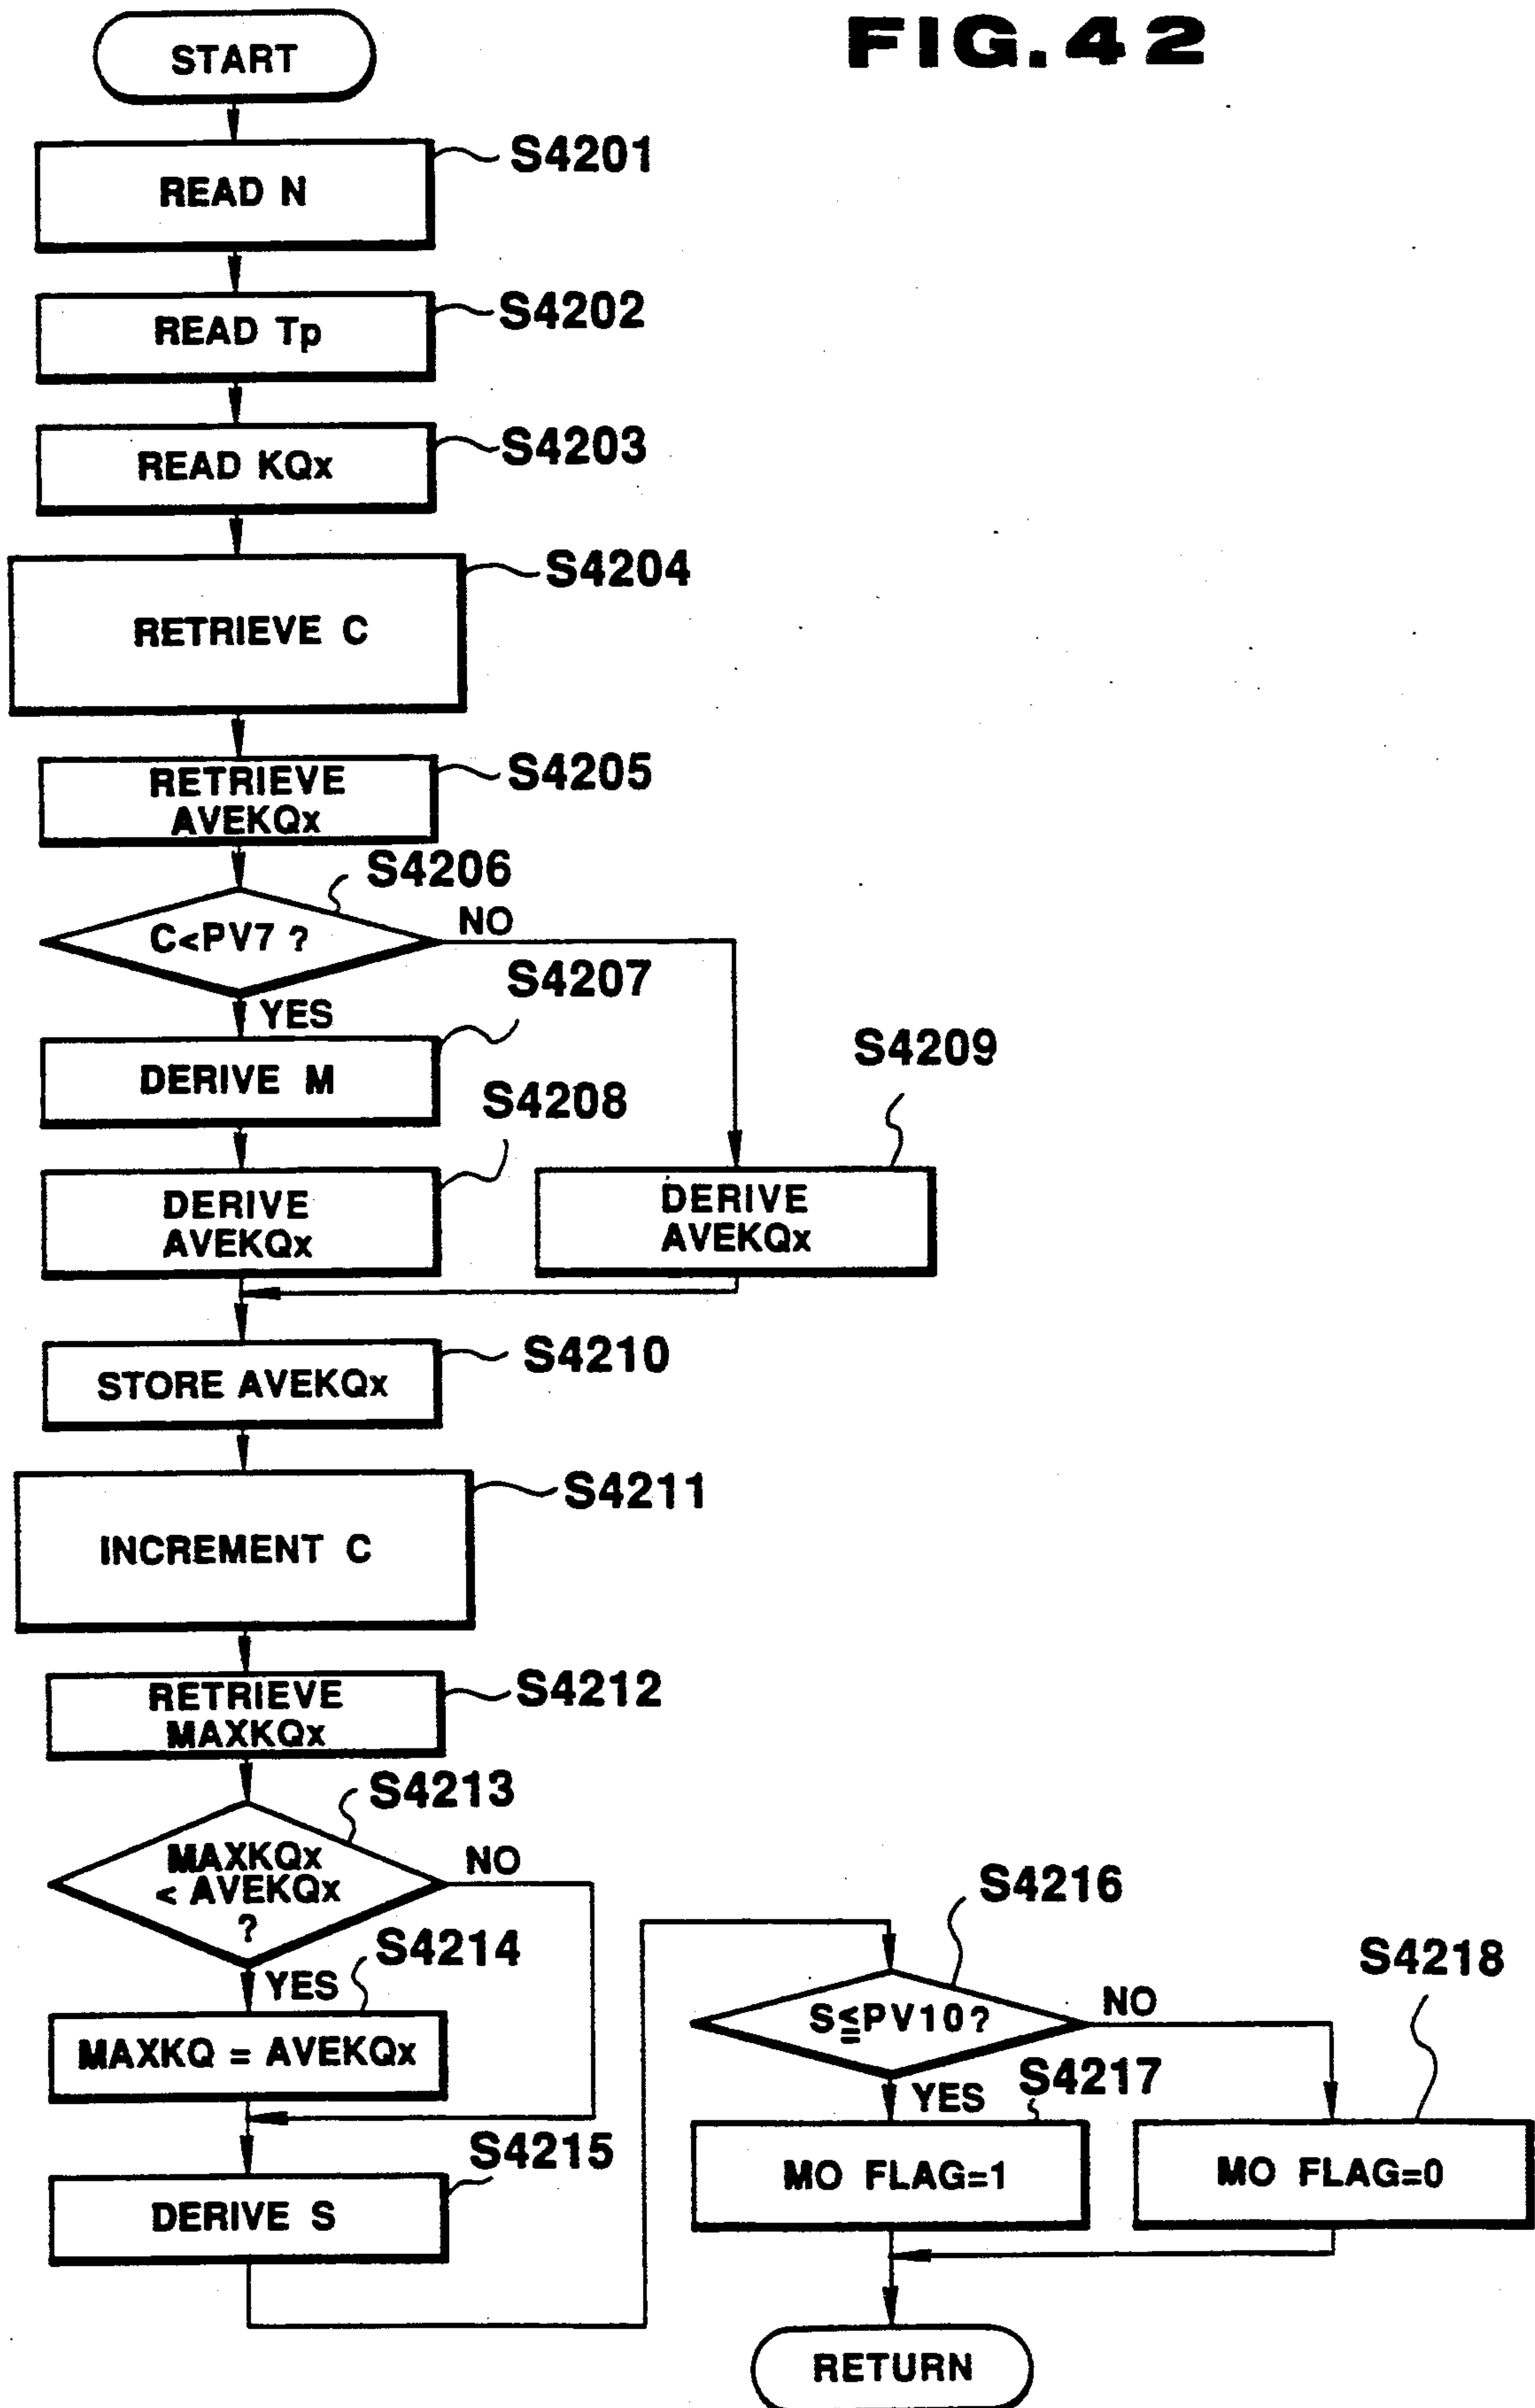 FIG.42
START
S4201
READ N
S4202
READ Tp
S4203
READ KQx
S4204
RETRIEVE C
S4205
RETRIEVE
AVEKQx
S4206
C<PV7 ?
NO
YES
S4207
DERIVE M
S4208
DERIVE
AVEKQx
S4209
DERIVE
AVEKQx
S4210
STORE AVEKQx
S4211
INCREMENT C
S4212
RETRIEVE
MAXKQx
S4213
MAXKQx
< AVEKQx
?
NO
YES
S4214
MAXKQ = AVEKQx
S4215
DERIVE S
S4216
S≦PV10?
NO
YES
S4217
MO FLAG=1
S4218
MO FLAG=0
RETURN